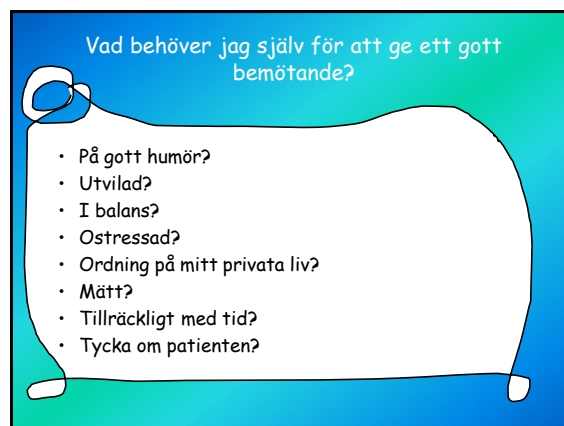 Vad behöver jag själv för att ge ett gott
bemötande?
• På gott humör?
• Utvilad?
• I balans?
• Ostressad?
• Ordning på mitt privata liv?
• Mätt?
• Tillräckligt med tid?
• Tycka om patienten?